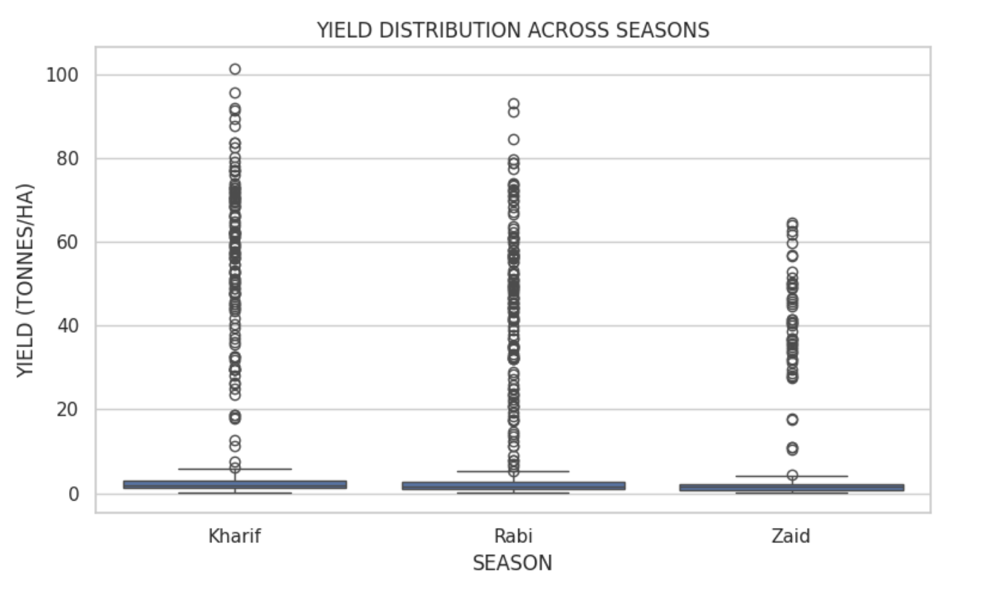 YIELD DISTRIBUTION ACROSS SEASONS
YIELD (TONNES/HA)
100
80
60
40
20
0
Kharif Rabi Zaid
SEASON